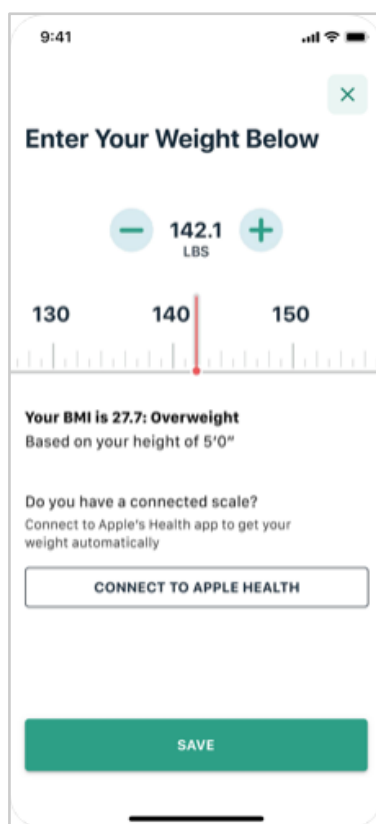 9:41
Enter Your Weight Below
142.1
LBS
130 140 150
Your BMI is 27.7: Overweight
Based on your height of 5'0"
Do you have a connected scale?
Connect to Apple's Health app to get your
weight automatically
CONNECT TO APPLE HEALTH
SAVE